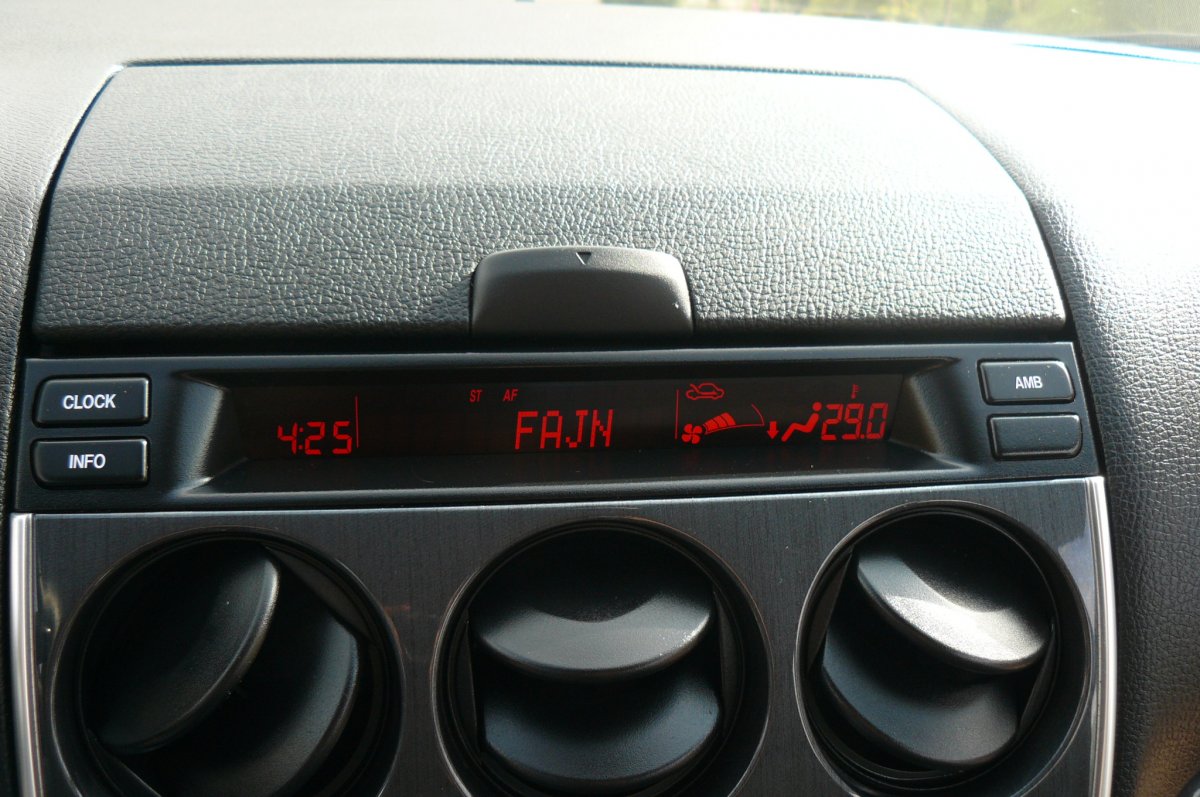 CLOCK
INFO
4:25
ST AF
FAJN
29.0
AMB